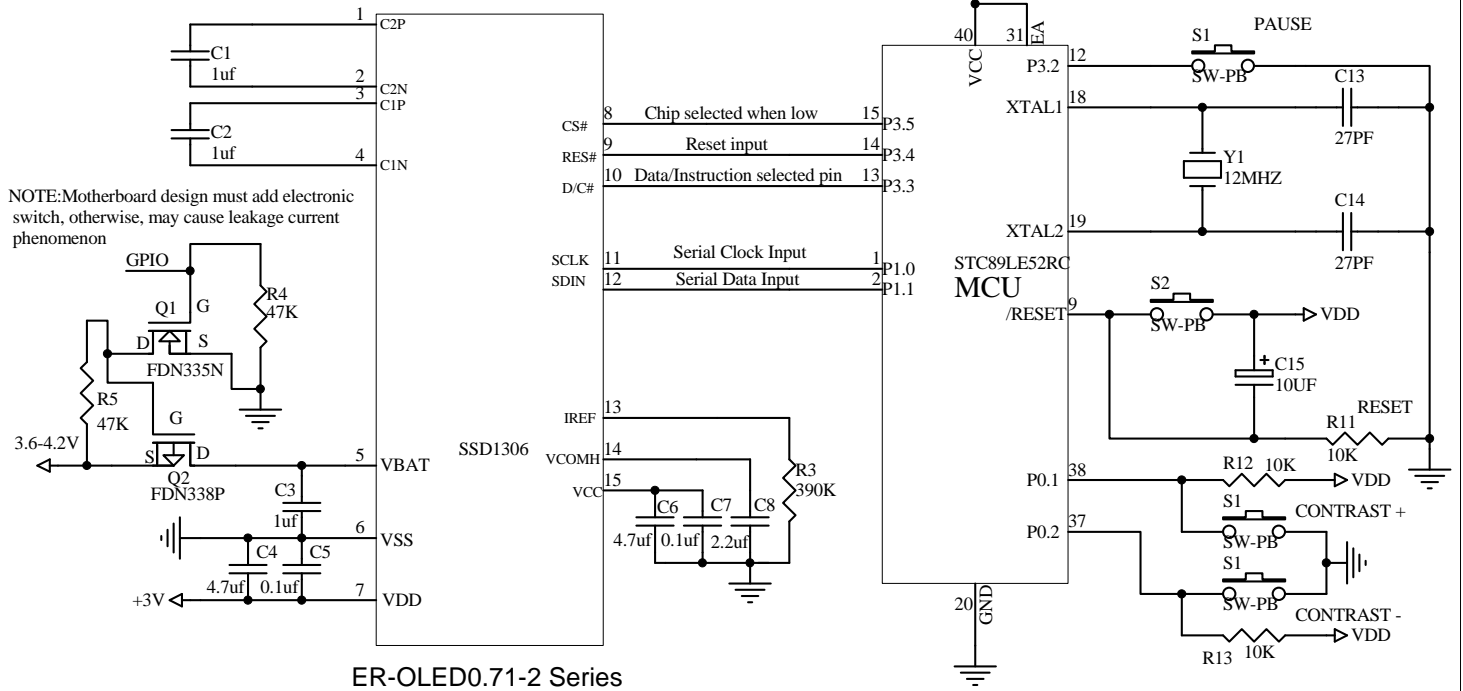 1
C2P
C1
1uf
2
C2N
3
C1P
C2
1uf
4
C1N
NOTE:Motherboard design must add electronic
switch, otherwise, may cause leakage current
phenomenon
GPIO
Q1
G
D
S
FDN335N
R4
47K
R5
47K
G
3.6-4.2V
S
D
Q2
FDN338P
5
VBAT
C3
1uf
6
VSS
C4
4.7uf
C5
0.1uf
+3V
7
VDD
SSD1306
CS#
8
Chip selected when low
15
P3.5
RES#
9
Reset input
14
P3.4
D/C#
10
Data/Instruction selected pin
13
P3.3
SCLK
11
Serial Clock Input
1
P1.0
SDIN
12
Serial Data Input
2
P1.1
IREF
13
VCOMH
14
VCC
15
R3
390K
C6
4.7uf
C7
0.1uf
C8
2.2uf
ER-OLED0.71-2 Series
40
VCC
31
EA
P3.2
12
S1
PAUSE
SW-PB
XTAL1
18
C13
27PF
Y1
12MHZ
XTAL2
19
C14
27PF
STC89LE52RC
MCU
/RESET
9
S2
SW-PB
VDD
+
C15
10UF
RESET
R11
10K
P0.1
38
R12
10K
VDD
S1
CONTRAST +
SW-PB
P0.2
37
S1
SW-PB
CONTRAST -
R13
10K
VDD
20
GND